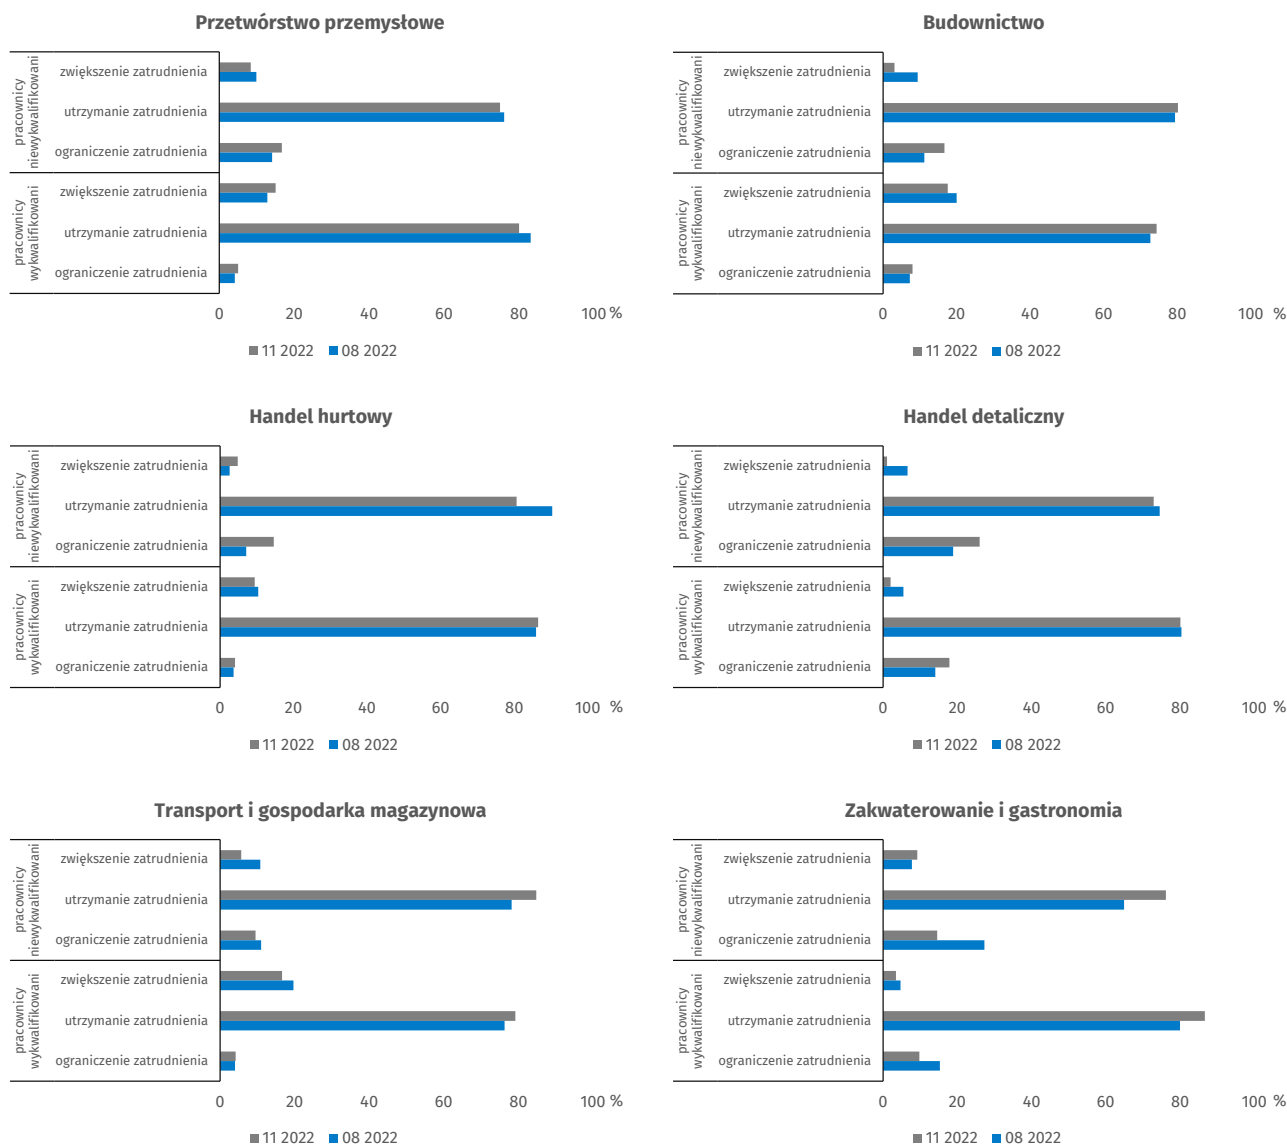 Przetwórstwo przemysłowe
pracownicy
niewykwalifikowani
zwiększenie zatrudnienia
utrzymanie zatrudnienia
ograniczenie zatrudnienia
pracownicy
wykwalifikowani
zwiększenie zatrudnienia
utrzymanie zatrudnienia
ograniczenie zatrudnienia
0 20 40 60 80 100 %
11 2022 08 2022
Budownictwo
pracownicy
niewykwalifikowani
zwiększenie zatrudnienia
utrzymanie zatrudnienia
ograniczenie zatrudnienia
pracownicy
wykwalifikowani
zwiększenie zatrudnienia
utrzymanie zatrudnienia
ograniczenie zatrudnienia
0 20 40 60 80 100 %
11 2022 08 2022
Handel hurtowy
pracownicy
niewykwalifikowani
zwiększenie zatrudnienia
utrzymanie zatrudnienia
ograniczenie zatrudnienia
pracownicy
wykwalifikowani
zwiększenie zatrudnienia
utrzymanie zatrudnienia
ograniczenie zatrudnienia
0 20 40 60 80 100 %
11 2022 08 2022
Handel detaliczny
pracownicy
niewykwalifikowani
zwiększenie zatrudnienia
utrzymanie zatrudnienia
ograniczenie zatrudnienia
pracownicy
wykwalifikowani
zwiększenie zatrudnienia
utrzymanie zatrudnienia
ograniczenie zatrudnienia
0 20 40 60 80 100 %
11 2022 08 2022
Transport i gospodarka magazynowa
pracownicy
niewykwalifikowani
zwiększenie zatrudnienia
utrzymanie zatrudnienia
ograniczenie zatrudnienia
pracownicy
wykwalifikowani
zwiększenie zatrudnienia
utrzymanie zatrudnienia
ograniczenie zatrudnienia
0 20 40 60 80 100 %
11 2022 08 2022
Zakwaterowanie i gastronomia
pracownicy
niewykwalifikowani
zwiększenie zatrudnienia
utrzymanie zatrudnienia
ograniczenie zatrudnienia
pracownicy
wykwalifikowani
zwiększenie zatrudnienia
utrzymanie zatrudnienia
ograniczenie zatrudnienia
0 20 40 60 80 100 %
11 2022 08 2022